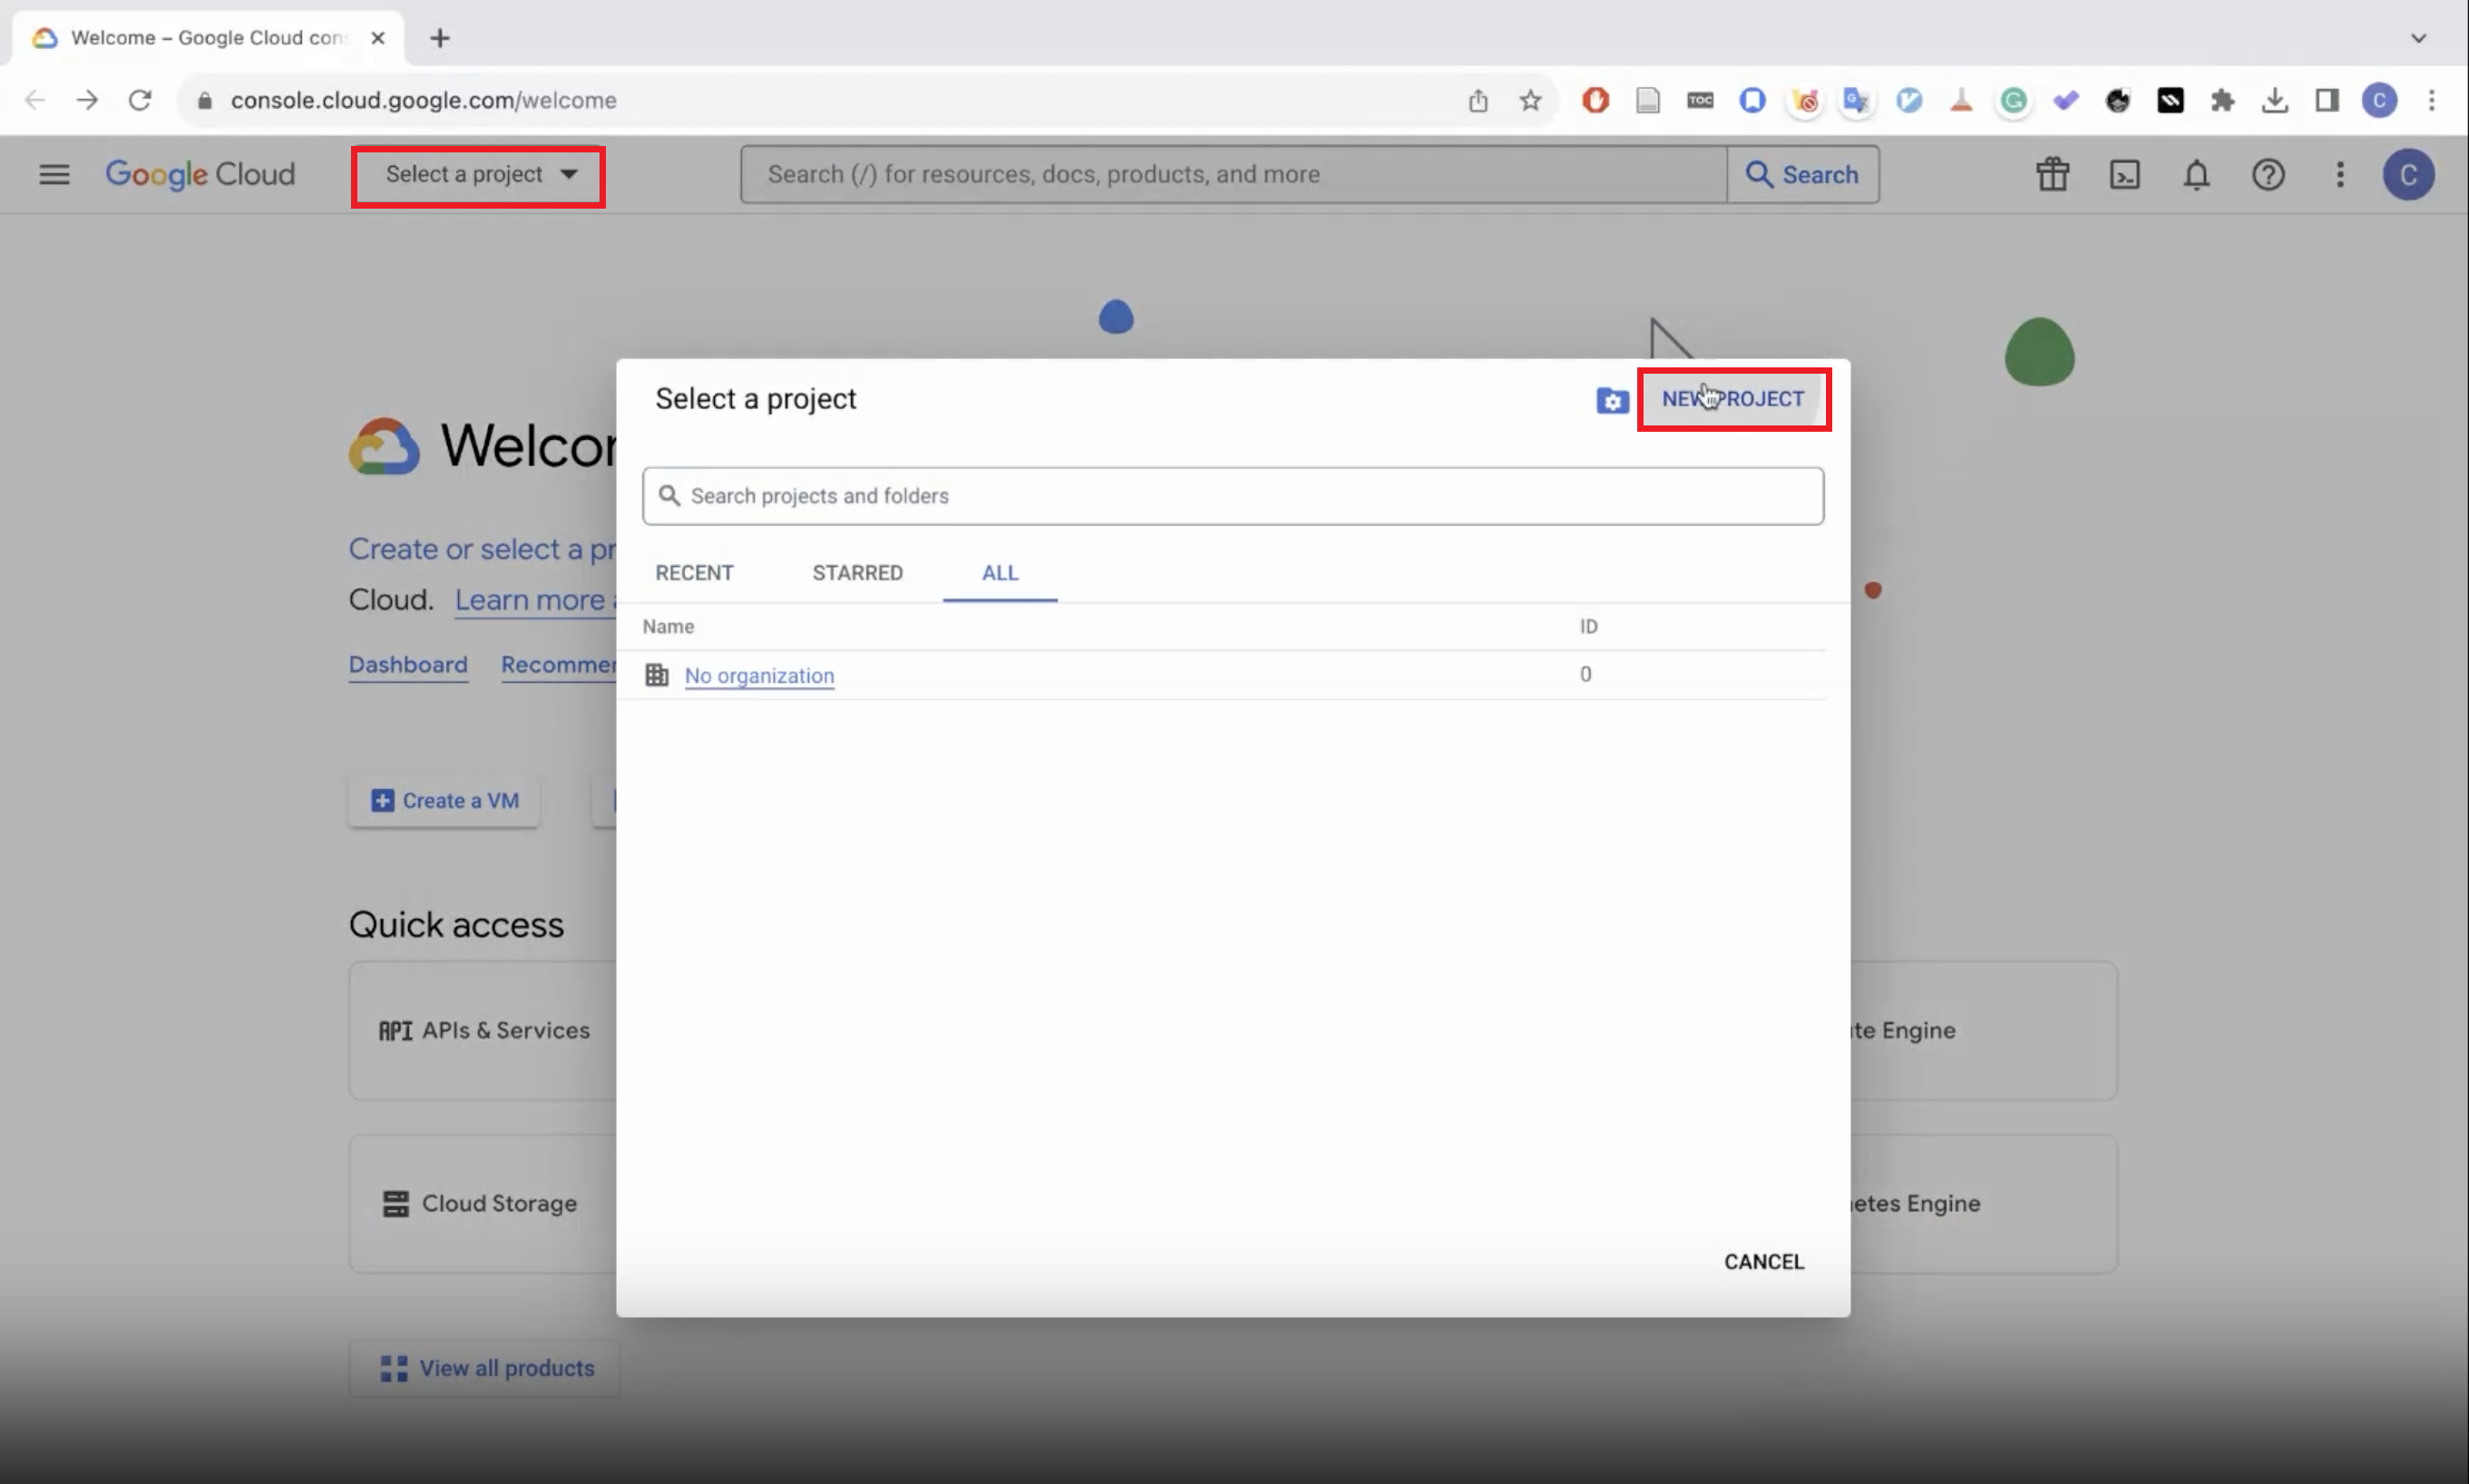 Welcome – Google Cloud con
console.cloud.google.com/welcome
TOC
C
Google Cloud
Select a project
Search (/) for resources, docs, products, and more
Search
C
Select a project
NEW PROJECT
Search projects and folders
RECENT
STARRED
ALL
Name
ID
No organization
0
CANCEL
Welcom
Create or select a pr
Cloud. Learn more
Dashboard
Recommen
Create a VM
Quick access
API APIs & Services
te Engine
Cloud Storage
etes Engine
View all products